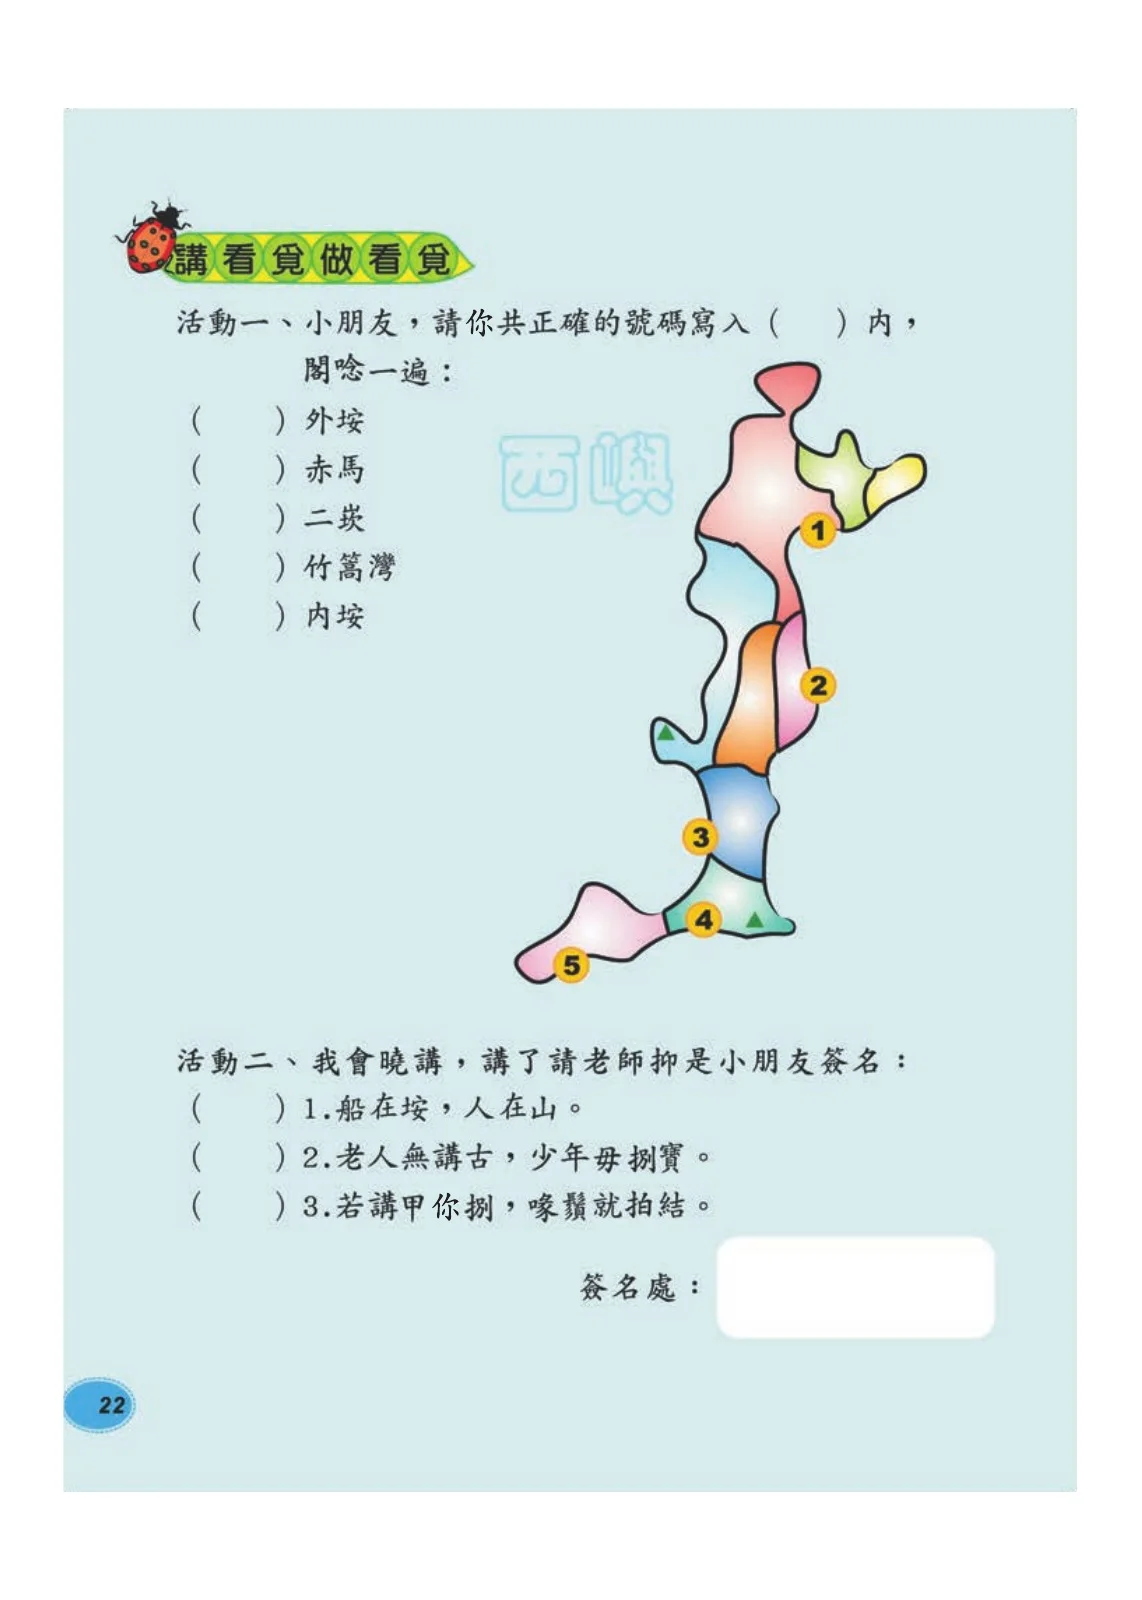 講看覓做看覓
活動一、小朋友，請你共正確的號碼寫入（　）內，
閣唸一遍：
（　）外垵
（　）赤馬
（　）二崁
（　）竹篙灣
（　）內垵
西嶼
1
2
3
4
5
活動二、我會曉講，講了請老師抑是小朋友簽名：
（　）1.船在垵，人在山。
（　）2.老人無講古，少年毋捌寶。
（　）3.若講甲你捌，喙鬚就拍結。
簽名處：
22